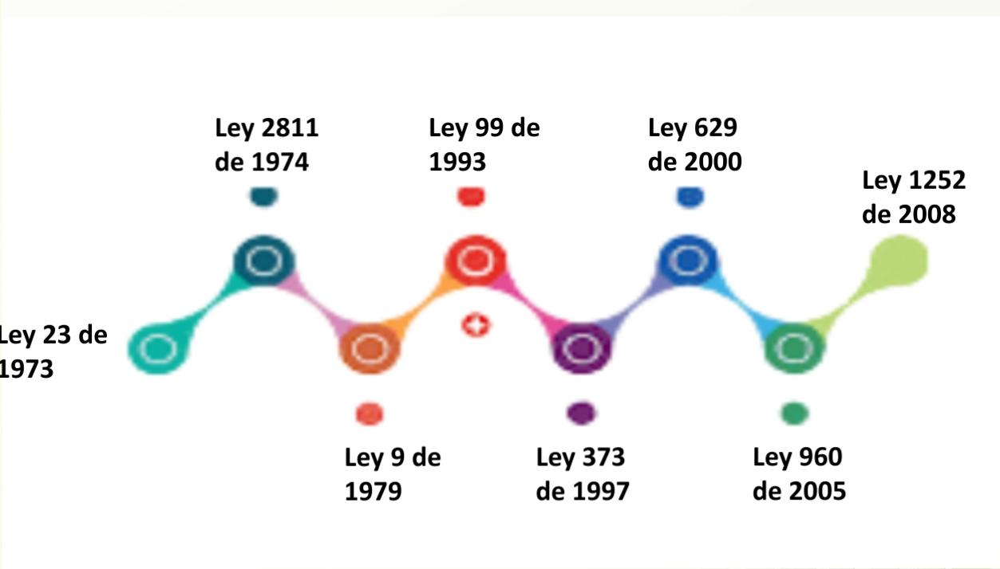 Ley 23 de
1973
Ley 2811
de 1974
Ley 9 de
1979
Ley 99 de
1993
Ley 373
de 1997
Ley 629
de 2000
Ley 960
de 2005
Ley 1252
de 2008